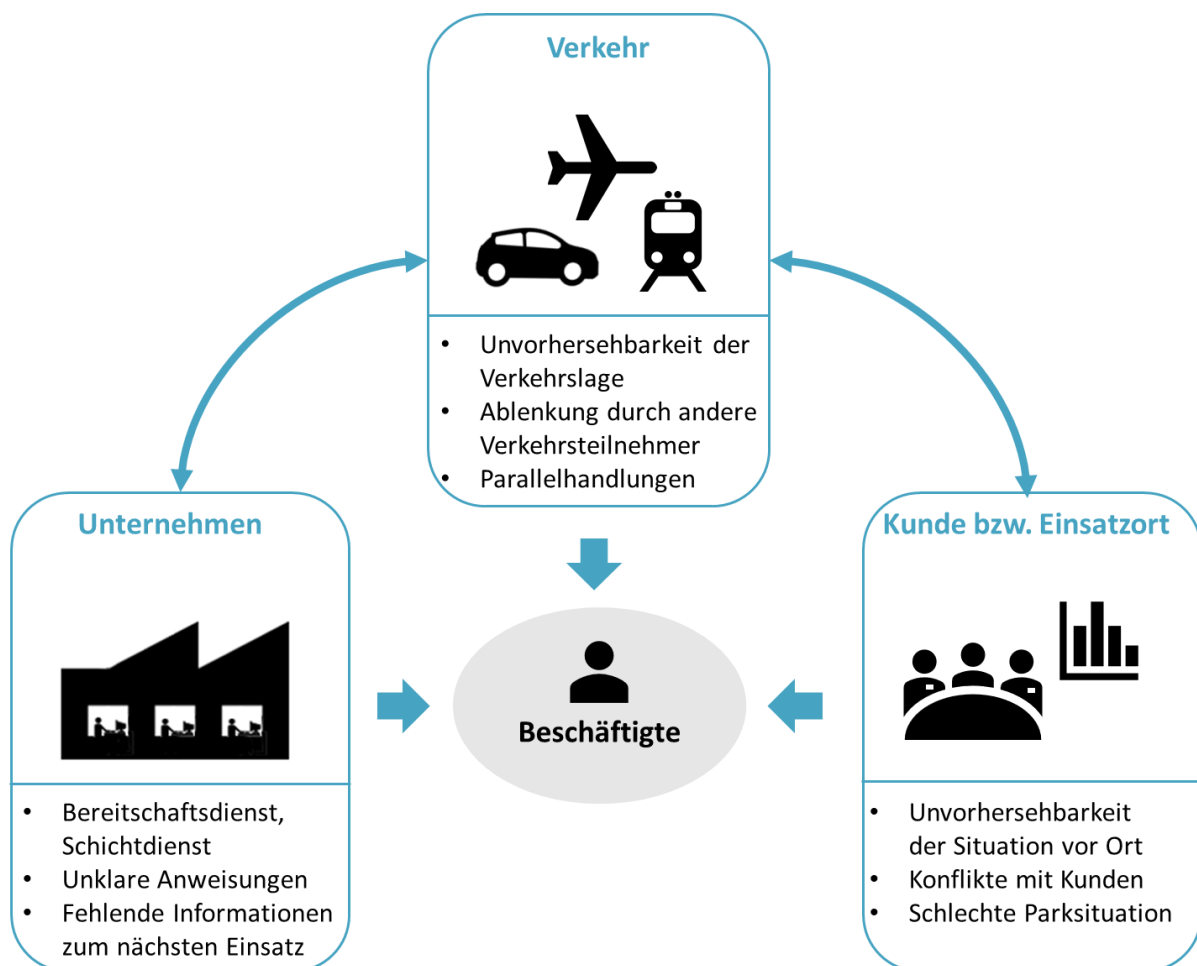 Verkehr
• Unvorhersehbarkeit der
Verkehrslage
• Ablenkung durch andere
Verkehrsteilnehmer
• Parallelhandlungen
Unternehmen
• Bereitschaftsdienst,
Schichtdienst
• Unklare Anweisungen
• Fehlende Informationen
zum nächsten Einsatz
Beschäftigte
Kunde bzw. Einsatzort
• Unvorhersehbarkeit
der Situation vor Ort
• Konflikte mit Kunden
• Schlechte Parksituation